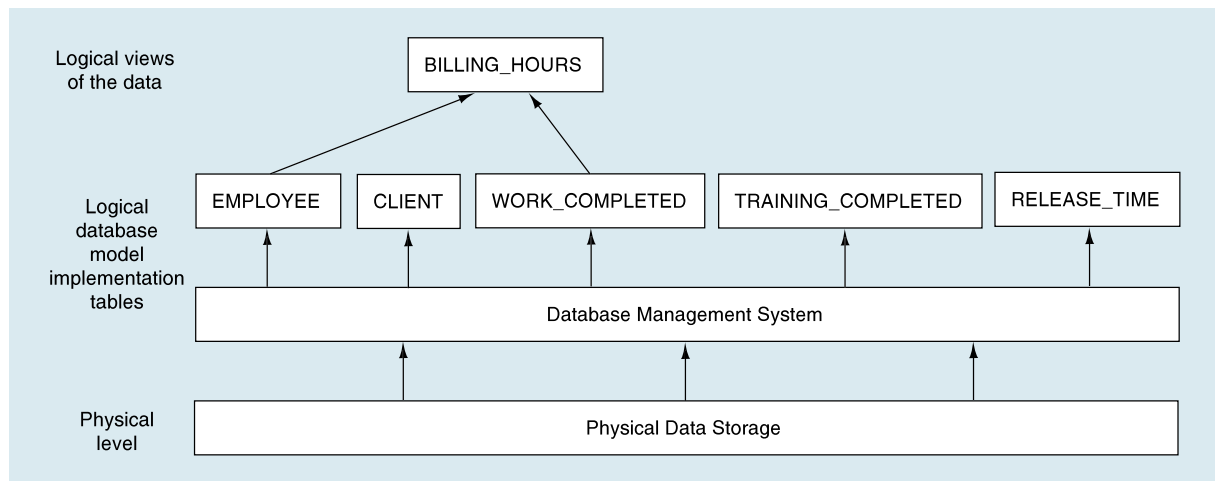 Logical views
of the data
BILLING_HOURS
Logical
database
model
implementation
tables
EMPLOYEE
CLIENT
WORK_COMPLETED
TRAINING_COMPLETED
RELEASE_TIME
Database Management System
Physical
level
Physical Data Storage